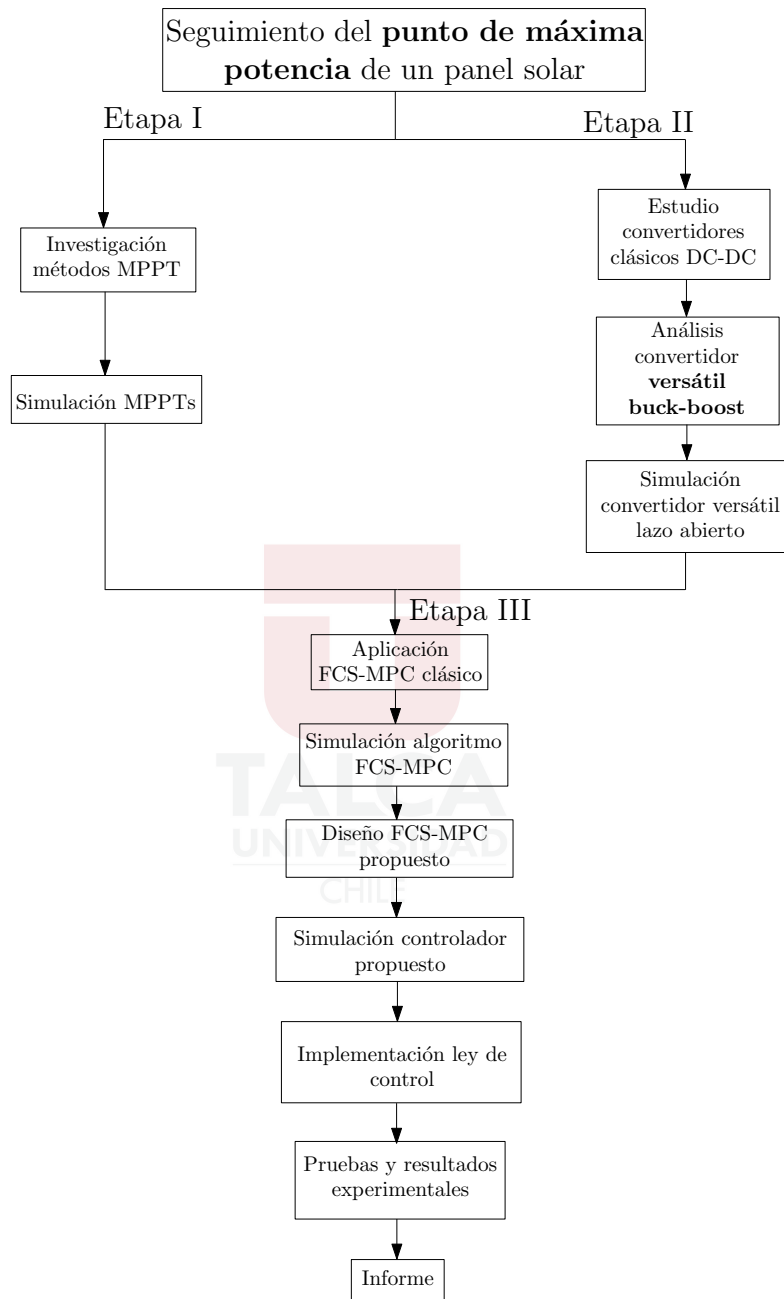 Seguimiento del punto de máxima
potencia de un panel solar
Etapa I
Etapa II
Investigación
métodos MPPT
Simulación MPPTs
Estudio
convertidores
clásicos DC-DC
Análisis
convertidor
versátil
buck-boost
Simulación
convertidor versátil
lazo abierto
Etapa III
Aplicación
FCS-MPC clásico
Simulación algoritmo
FCS-MPC
TALCA
UNIVERSIDAD
CHILE
Diseño FCS-MPC
propuesto
Simulación controlador
propuesto
Implementación ley de
control
Pruebas y resultados
experimentales
Informe